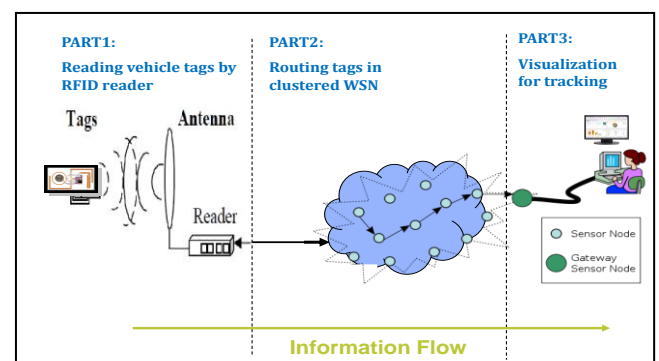 PART1:
Reading vehicle tags by
RFID reader
PART2:
Routing tags in
clustered WSN
PART3:
Visualization
for tracking
Tags
Antenna
Reader
Sensor Node
Gateway
Sensor Node
Information Flow